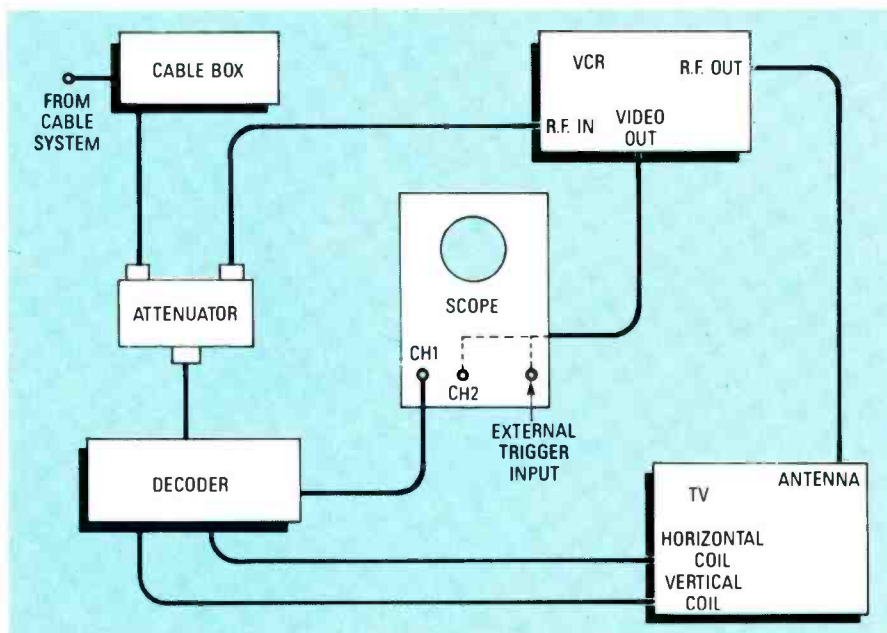 CABLE BOX
FROM
CABLE
SYSTEM
VCR
R.F. OUT
R.F. IN
VIDEO
OUT
ATTENUATOR
SCOPE
CH1
CH2
EXTERNAL
TRIGGER
INPUT
DECODER
ANTENNA
TV
HORIZONTAL
COIL
VERTICAL
COIL